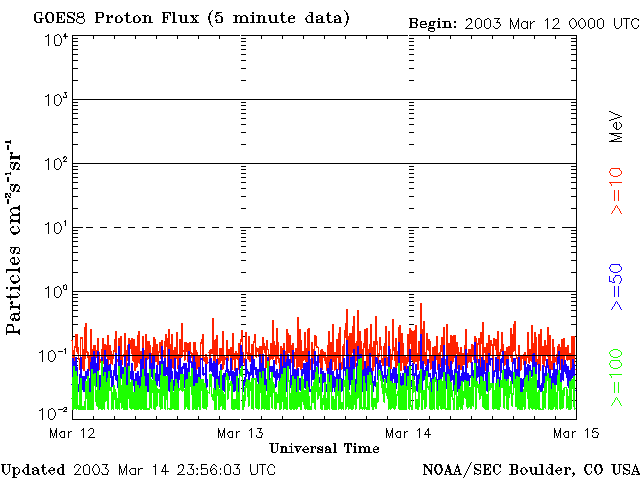 GOES8 Proton Flux (5 minute data)
Begin: 2003 Mar 12 0000 UTC
Particles cm⁻²s⁻¹sr⁻¹
10⁴
10³
10²
10¹
10⁰
10⁻¹
10⁻²
MeV
>=10
>=50
>=100
Mar 12 Mar 13 Mar 14 Mar 15
Universal Time
Updated 2003 Mar 14 23:56:03 UTC
NOAA/SEC Boulder, CO USA